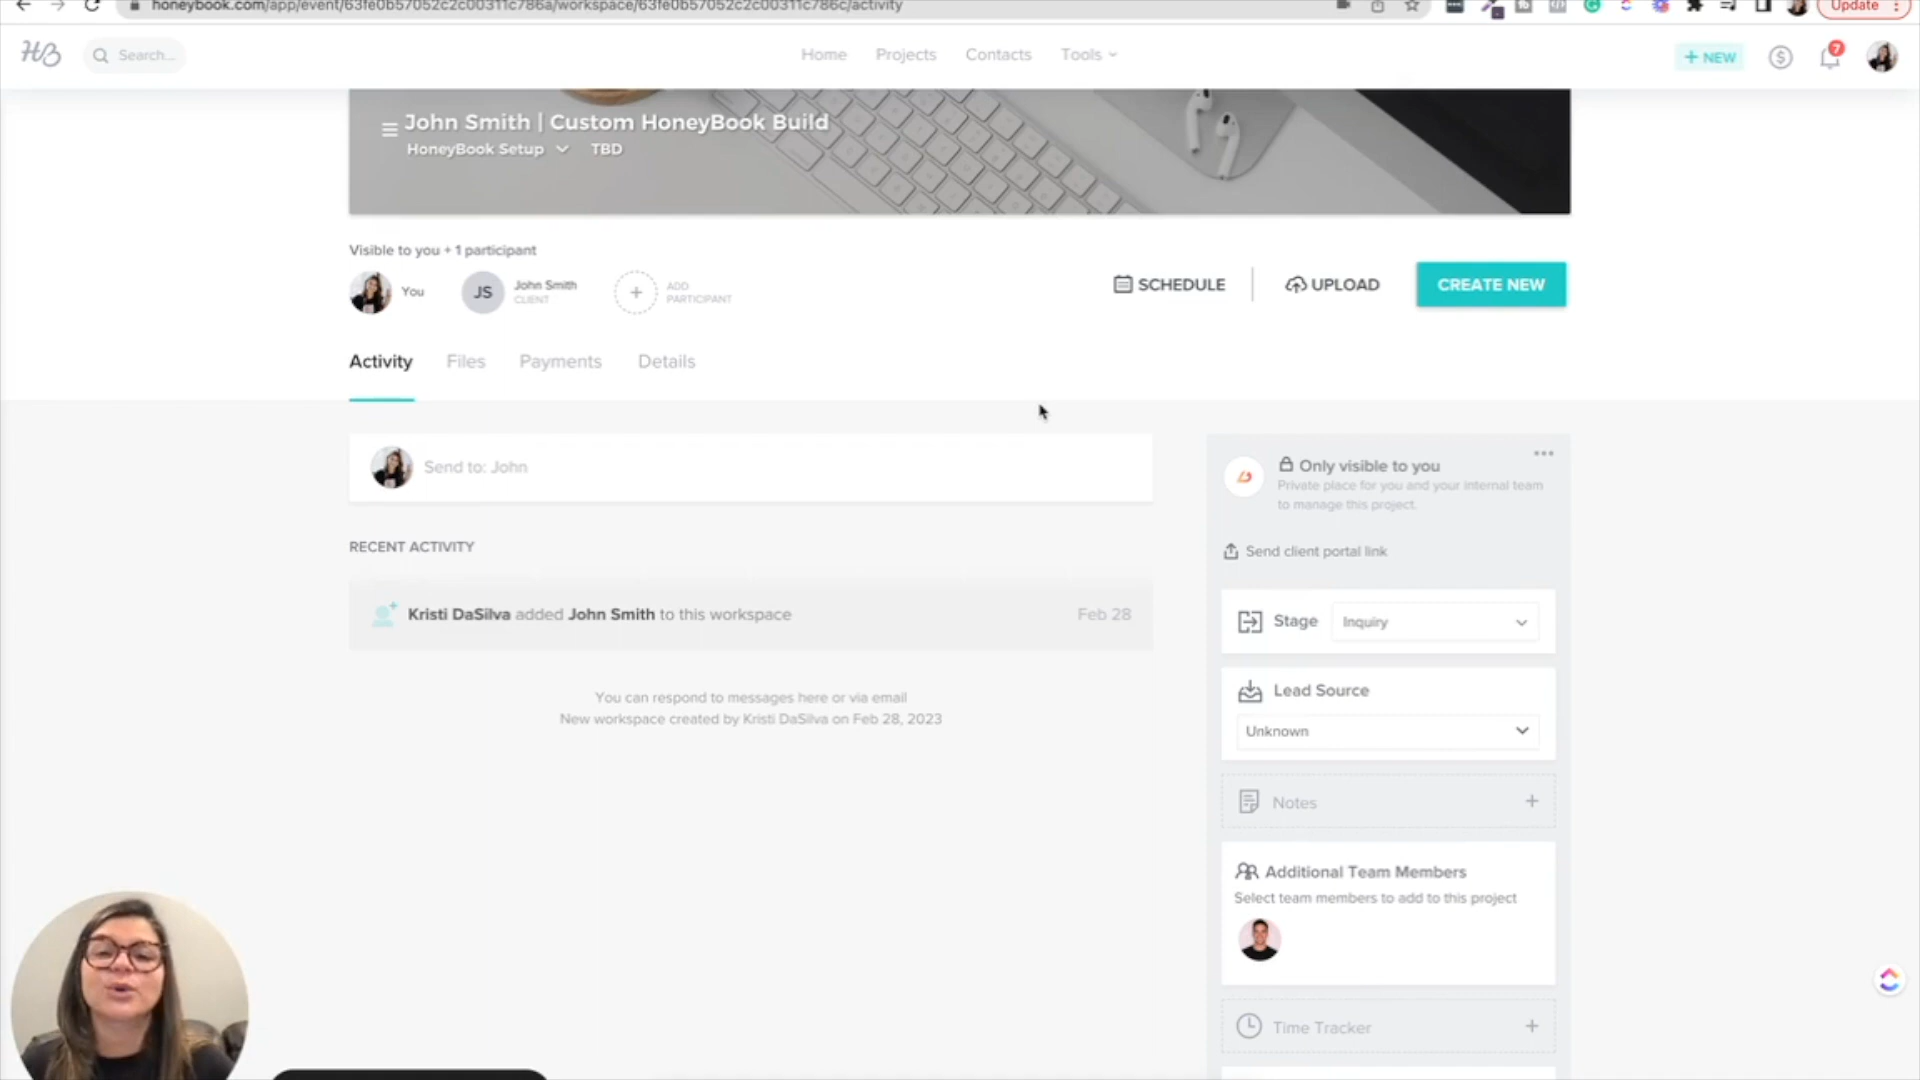 honeybook.com/app/event/63fe0b57052c2c00311c786a/workspace/63fe0b57052c2c00311c786c/activity
Update
HB
Search...
Home
Projects
Contacts
Tools
+ NEW
7
John Smith | Custom HoneyBook Build
HoneyBook Setup
TBD
Visible to you + 1 participant
You
JS
John Smith
CLIENT
ADD
PARTICIPANT
SCHEDULE
UPLOAD
CREATE NEW
Activity
Files
Payments
Details
Send to: John
Only visible to you
Private place for you and your internal team
to manage this project.
Send client portal link
RECENT ACTIVITY
Kristi DaSilva added John Smith to this workspace
Feb 28
You can respond to messages here or via email
New workspace created by Kristi DaSilva on Feb 28, 2023
Stage
Inquiry
Lead Source
Unknown
Notes
Additional Team Members
Select team members to add to this project
Time Tracker